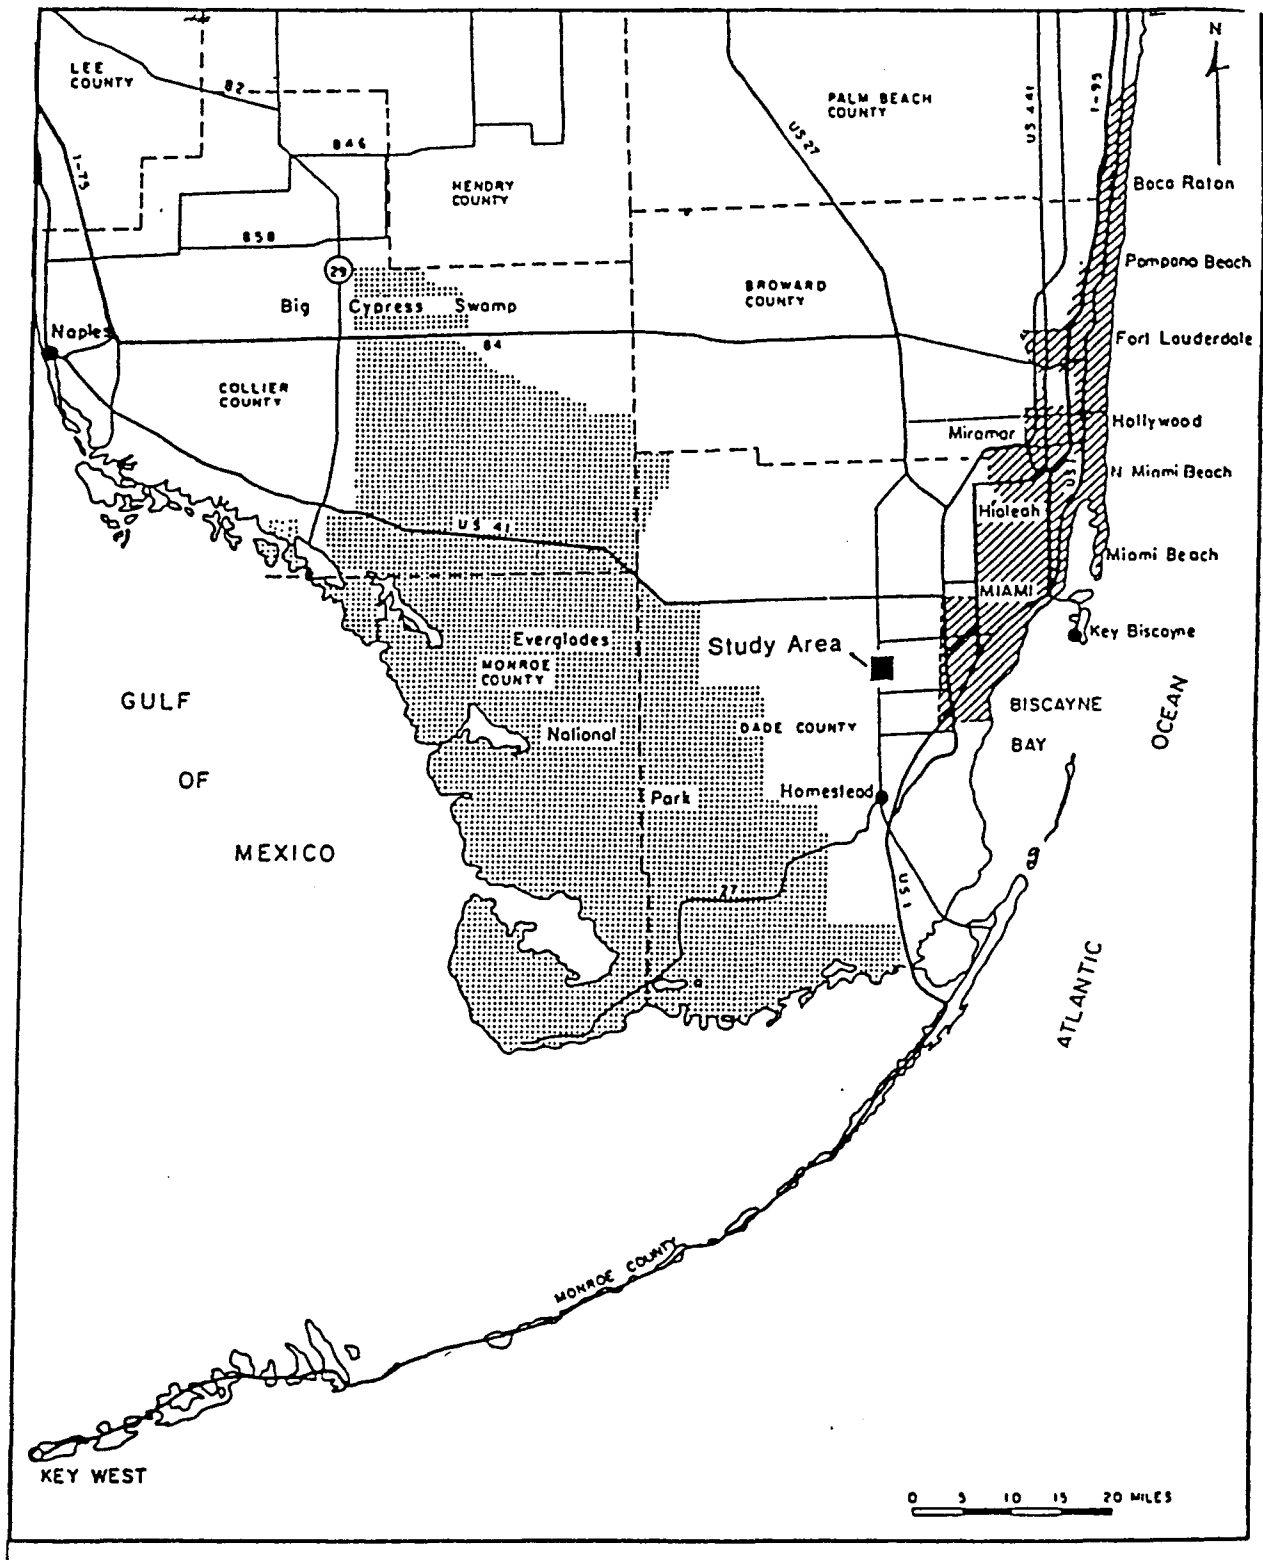 N
LEE
COUNTY
82
PALM BEACH
COUNTY
US 441
I-95
US 27
846
I-75
HENDRY
COUNTY
Boca Raton
858
29
Pompano Beach
Big Cypress Swamp
BROWARD
COUNTY
Naples
84
Fort Lauderdale
COLLIER
COUNTY
Miramar
Hollywood
US 1
N Miami Beach
Hialeah
US 41
Miami Beach
MIAMI
Key Biscayne
Everglades
Study Area
MONROE
COUNTY
GULF
BISCAYNE
OCEAN
National
DADE COUNTY
BAY
OF
Park
Homestead
MEXICO
27
US 1
ATLANTIC
MONROE COUNTY
KEY WEST
0 5 10 15 20 MILES